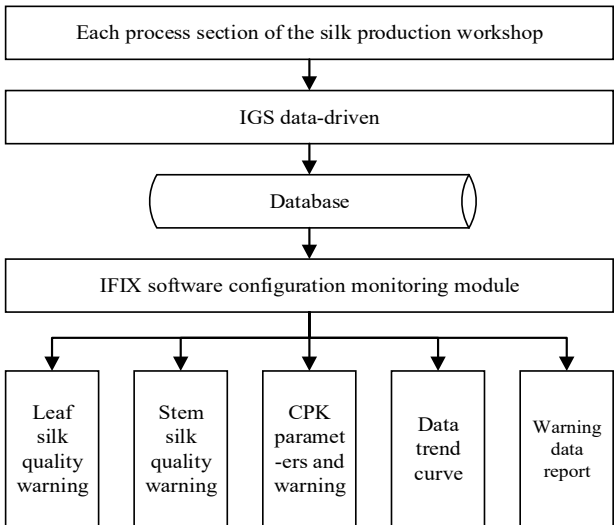 Each process section of the silk production workshop
IGS data-driven
Database
IFIX software configuration monitoring module
Leaf
silk
quality
warning
Stem
silk
quality
warning
CPK
paramet
-ers and
warning
Data
trend
curve
Warning
data
report